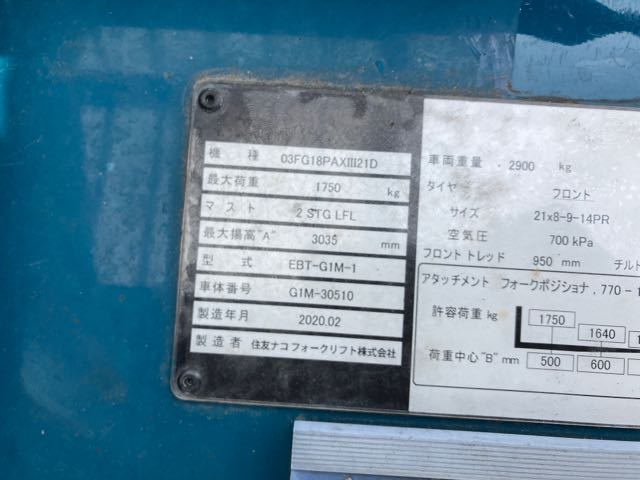 機 種 03FG18PAXⅢ21D
最大荷重 1750 kg
マスト 2 STG LFL
最大揚高"A" 3035 mm
型 式 EBT-G1M-1
車体番号 G1M-30510
製造年月 2020.02
製造者 住友ナコフォークリフト株式会社
車両重量 2900 kg
タイヤ フロント
サイズ 21x8-9-14PR
空気圧 700 kPa
フロントトレッド 950 mm チルト
アタッチメント フォークポジショナ,770-1
許容荷重 kg 1750 1640 1
荷重中心"B" mm 500 600